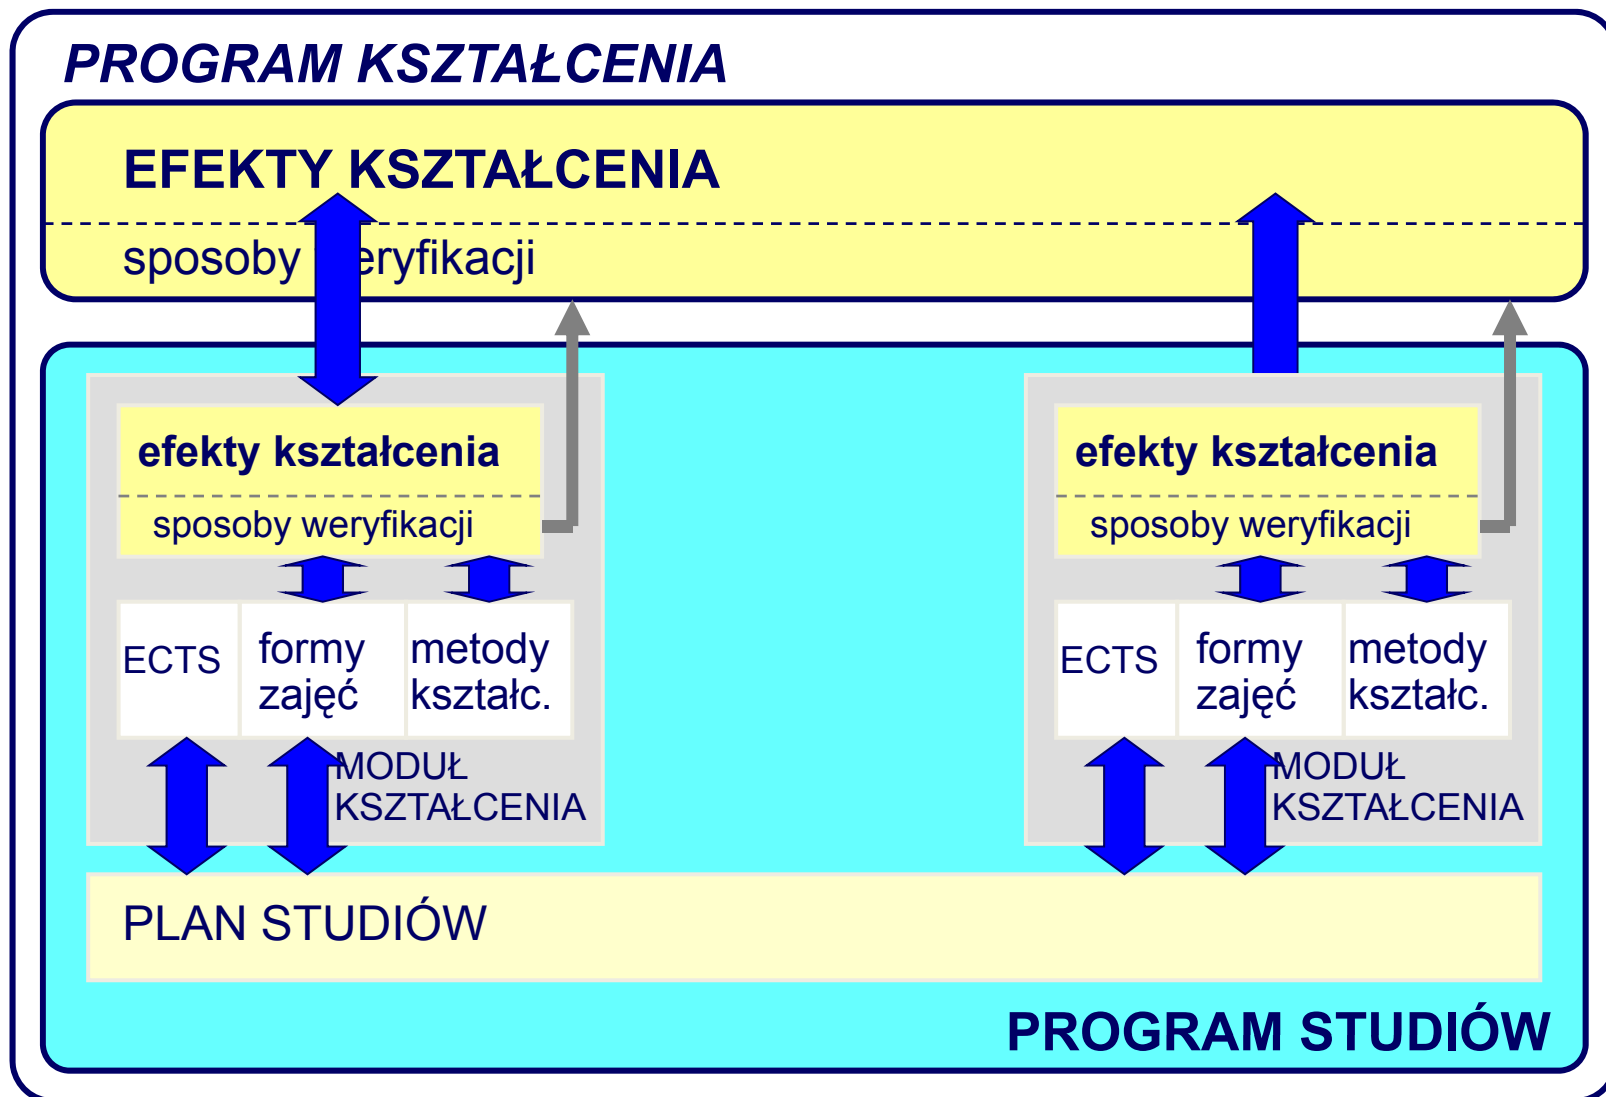 PROGRAM KSZTAŁCENIA
EFEKTY KSZTAŁCENIA
sposoby weryfikacji
efekty kształcenia
sposoby weryfikacji
ECTS
formy
zajęć
metody
kształc.
MODUŁ
KSZTAŁCENIA
efekty kształcenia
sposoby weryfikacji
ECTS
formy
zajęć
metody
kształc.
MODUŁ
KSZTAŁCENIA
PLAN STUDIÓW
PROGRAM STUDIÓW